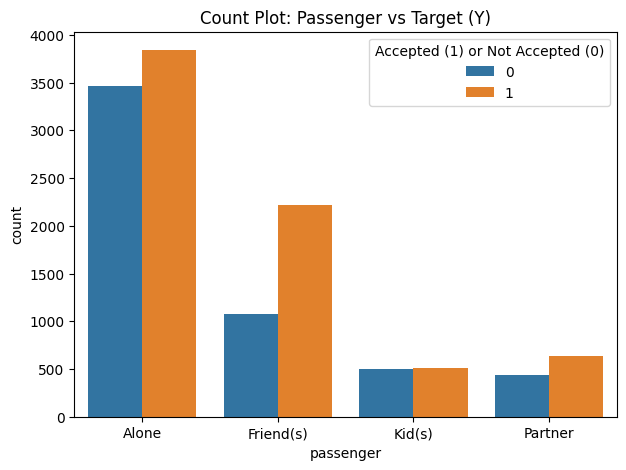 Count Plot: Passenger vs Target (Y)
Accepted (1) or Not Accepted (0)
0
1
4000
3500
3000
2500
2000
1500
1000
500
0
count
Alone
Friend(s)
Kid(s)
Partner
passenger